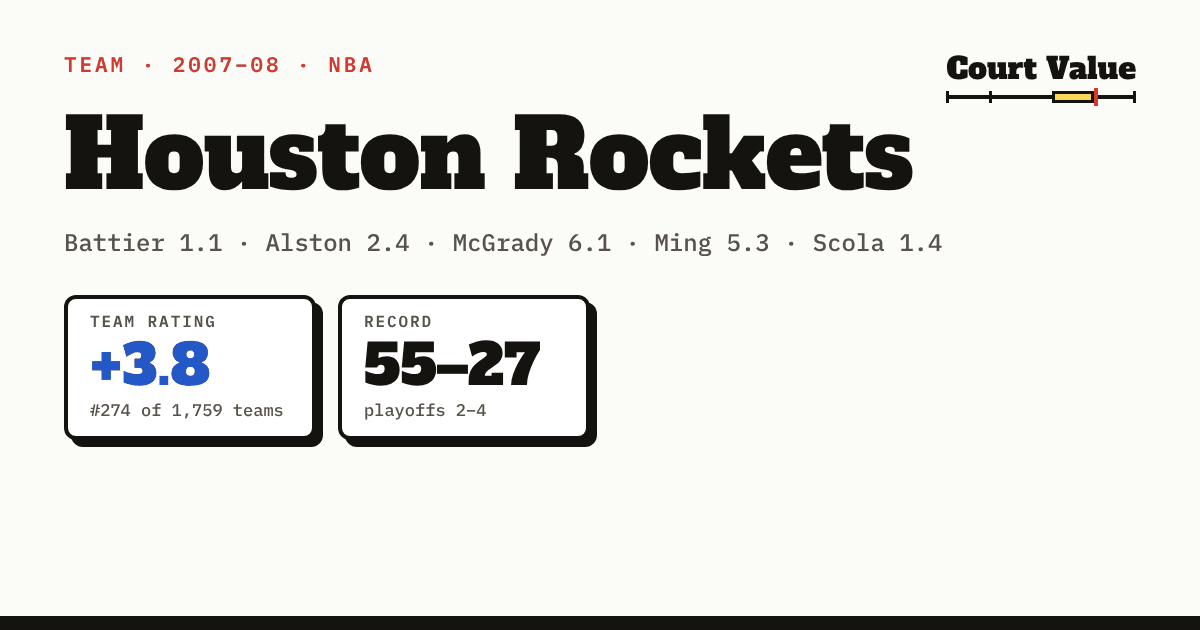 TEAM · 2007–08 · NBA
Court Value
Houston Rockets
Battier 1.1 · Alston 2.4 · McGrady 6.1 · Ming 5.3 · Scola 1.4
TEAM RATING
+3.8
#274 of 1,759 teams
RECORD
55–27
playoffs 2–4